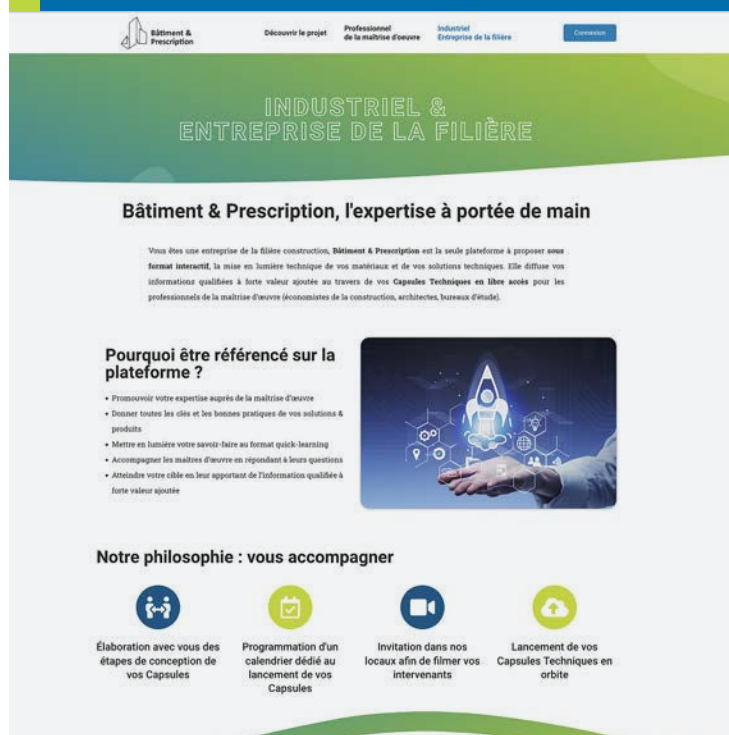 Bâtiment &
Prescription
Découvrir le projet
Professionnel
de la maîtrise d'oeuvre
Industriel
Entreprise de la filière
Connexion
INDUSTRIEL &
ENTREPRISE DE LA FILIÈRE
Bâtiment & Prescription, l'expertise à portée de main
Vous êtes une entreprise de la filière construction, Bâtiment & Prescription est la seule plateforme à proposer sous
format interactif, la mise en lumière technique de vos matériaux et de vos solutions techniques. Elle diffuse vos
informations qualifiées à forte valeur ajoutée au travers de vos Capsules Techniques en libre accès pour les
professionnels de la maîtrise d'œuvre (économistes de la construction, architectes, bureaux d'étude).
Pourquoi être référencé sur la
plateforme ?
• Promouvoir votre expertise auprès de la maîtrise d'œuvre
• Donner toutes les clés et les bonnes pratiques de vos solutions &
produits
• Mettre en lumière votre savoir-faire au format quick-learning
• Accompagner les maîtres d'œuvre en répondant à leurs questions
• Atteindre votre cible en leur apportant de l'information qualifiée à
forte valeur ajoutée
Notre philosophie : vous accompagner
Élaboration avec vous des
étapes de conception de
vos Capsules
Programmation d'un
calendrier dédié au
lancement de vos
Capsules
Invitation dans nos
locaux afin de filmer vos
intervenants
Lancement de vos
Capsules Techniques en
orbite